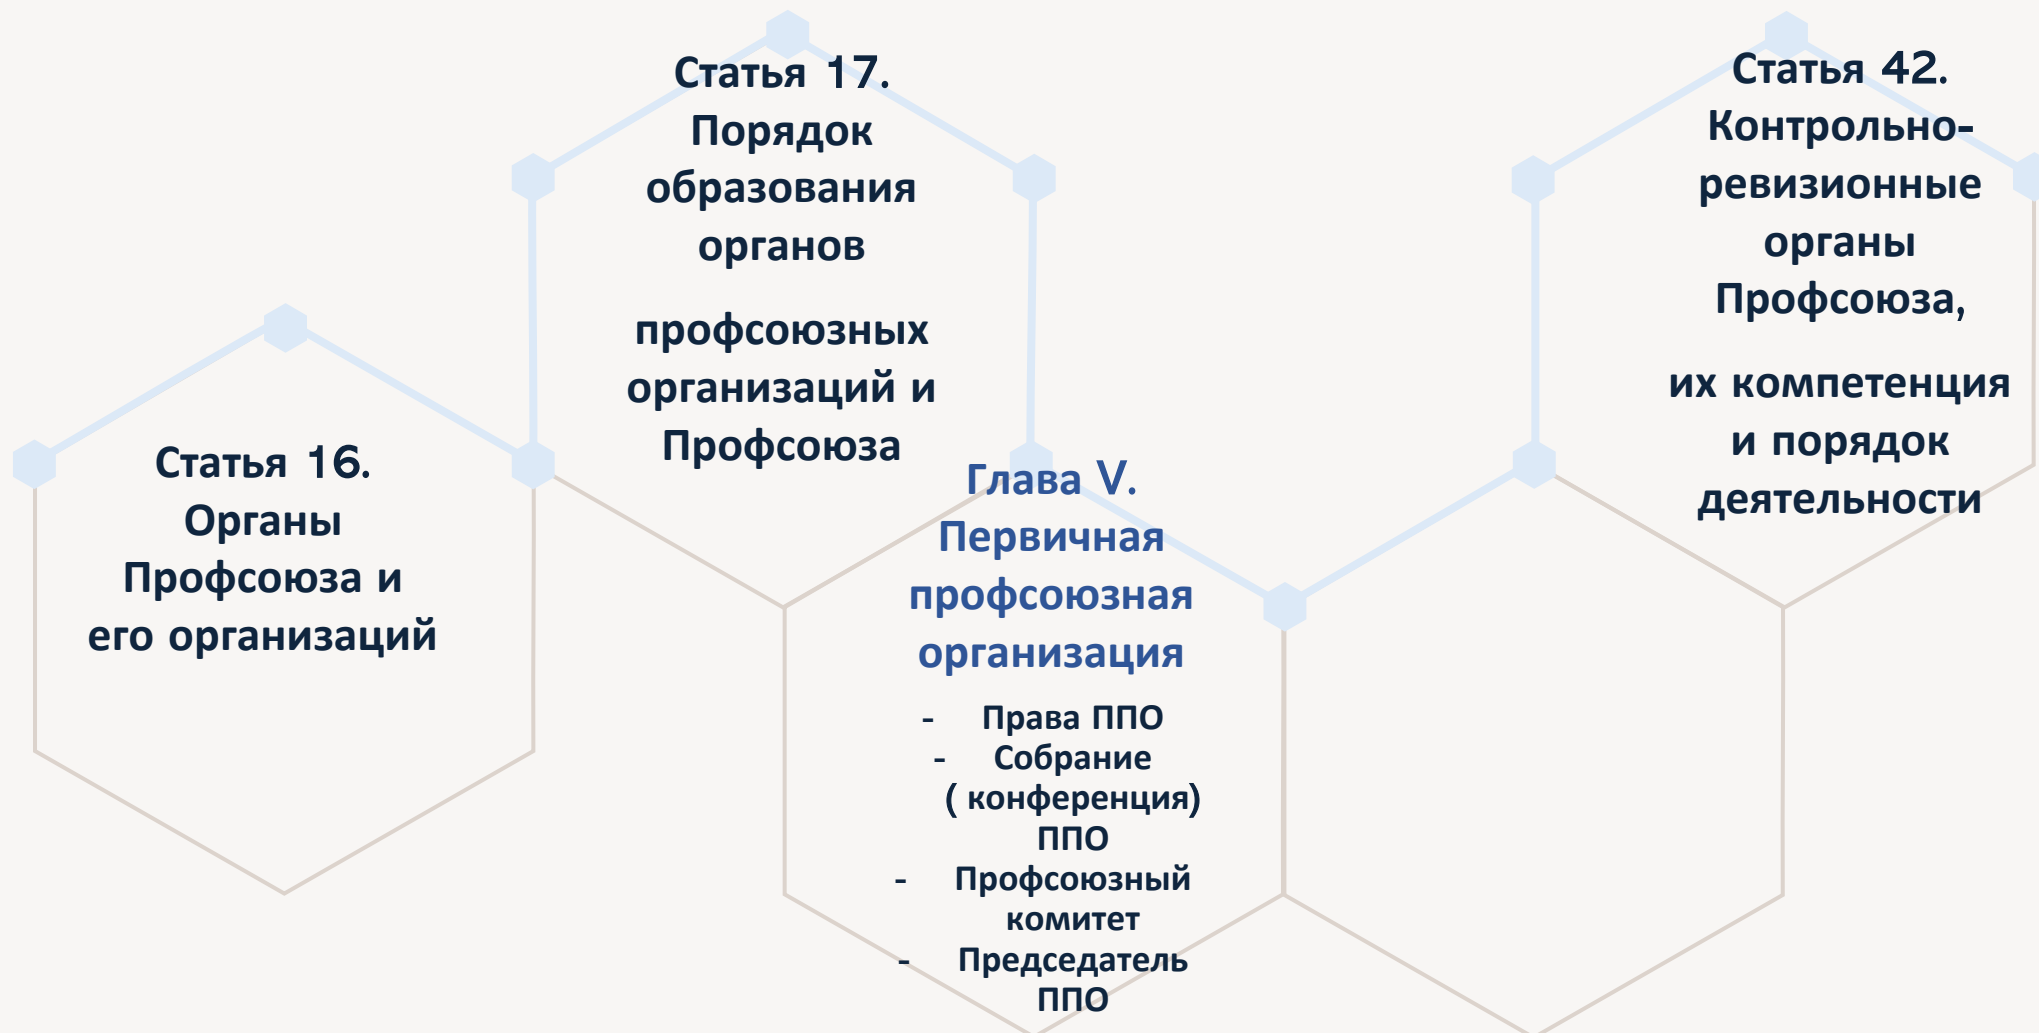 Статья 16.
Органы
Профсоюза и
его организаций
Статья 17.
Порядок
образования
органов
профсоюзных
организаций и
Профсоюза
Глава V.
Первичная
профсоюзная
организация
- Права ППО
- Собрание
( конференция)
ППО
- Профсоюзный
комитет
- Председатель
ППО
Статья 42.
Контрольно-
ревизионные
органы
Профсоюза,
их компетенция
и порядок
деятельности